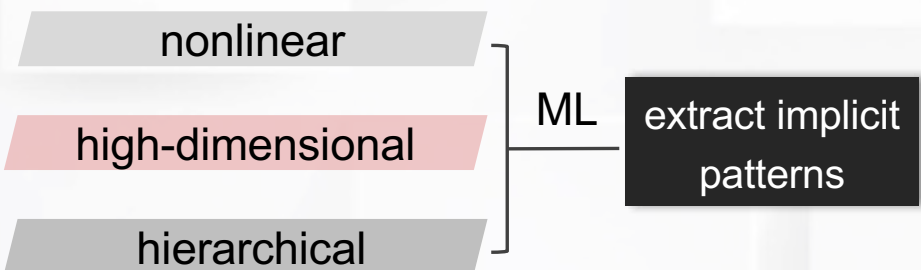 nonlinear
high-dimensional
hierarchical
ML
extract implicit
patterns